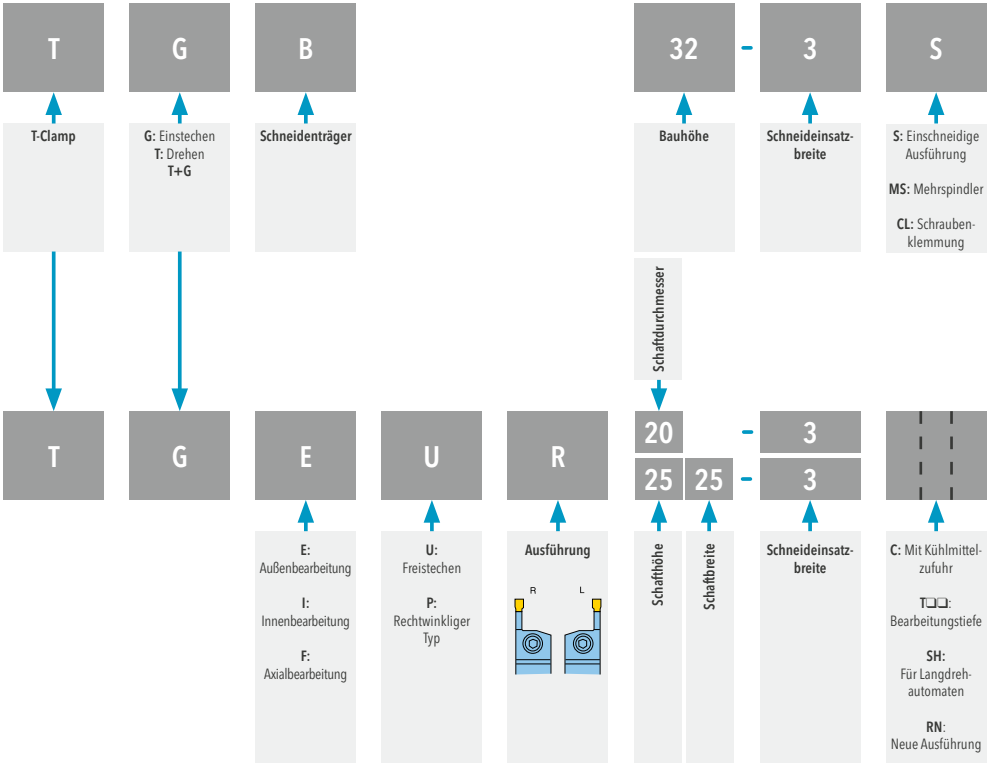 T G B 32 - 3 S
T-Clamp
G: Einstechen
T: Drehen
T+G
Schneidenträger
Bauhöhe
Schneideinsatz-
breite
S: Einschneidige
Ausführung
MS: Mehrspindler
CL: Schrauben-
klemmung
Schaftdurchmesser
T G E U R
20 - 3
25 25 - 3
E:
Außenbearbeitung
I:
Innenbearbeitung
F:
Axialbearbeitung
U:
Freistechen
P:
Rechtwinkliger
Typ
Ausführung
R L
Schafthöhe
Schaftbreite
Schneideinsatz-
breite
C: Mit Kühlmittel-
zufuhr
T❑❑:
Bearbeitungstiefe
SH:
Für Langdreh-
automaten
RN:
Neue Ausführung